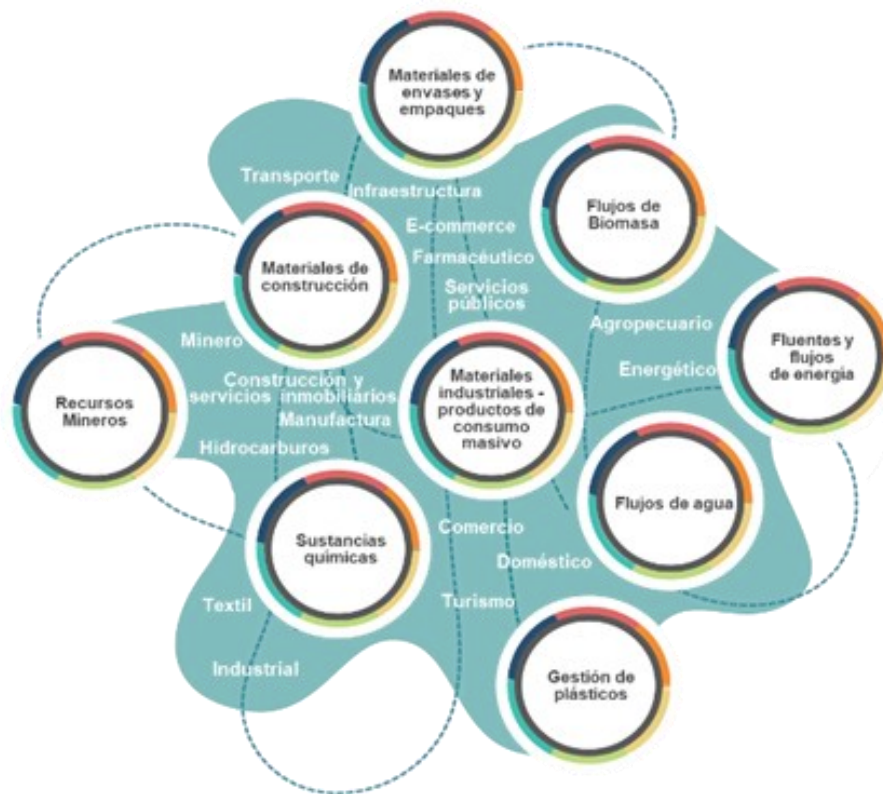 Materiales de
envases y
empaques
Transporte
Infraestructura
Flujos de
Biomasa
E-commerce
Farmacéutico
Materiales de
construcción
Servicios
públicos
Agropecuario
Minero
Energético
Fluentes y
flujos
de energia
Construcción y
servicios inmobiliarios
Manufactura
Materiales
industriales -
productos de
consumo
masivo
Recursos
Mineros
Hidrocarburos
Flujos de agua
Sustancias
químicas
Comercio
Doméstico
Textil
Turismo
Industrial
Gestión de
plásticos